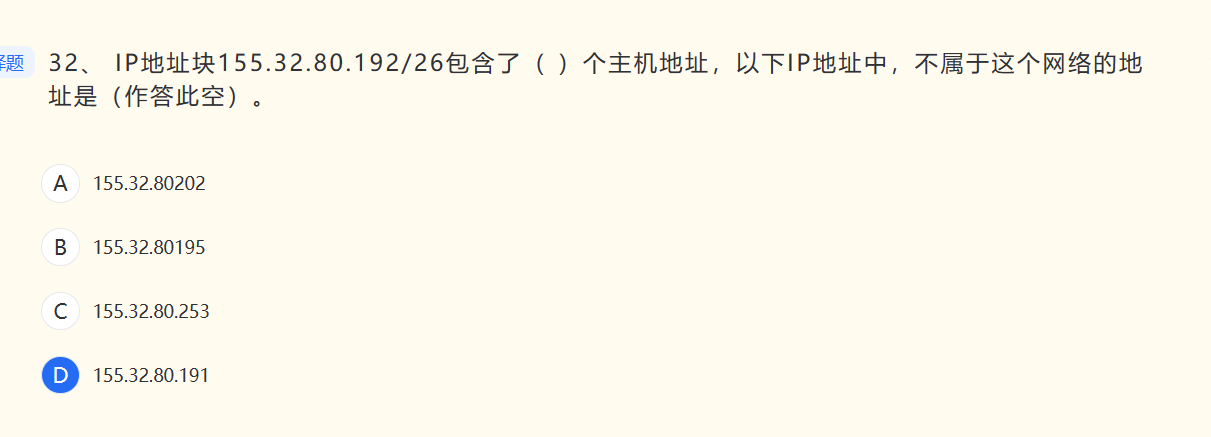 择题 32、 IP地址块155.32.80.192/26包含了（ ）个主机地址，以下IP地址中，不属于这个网络的地
址是（作答此空）。
A 155.32.80202
B 155.32.80195
C 155.32.80.253
D 155.32.80.191